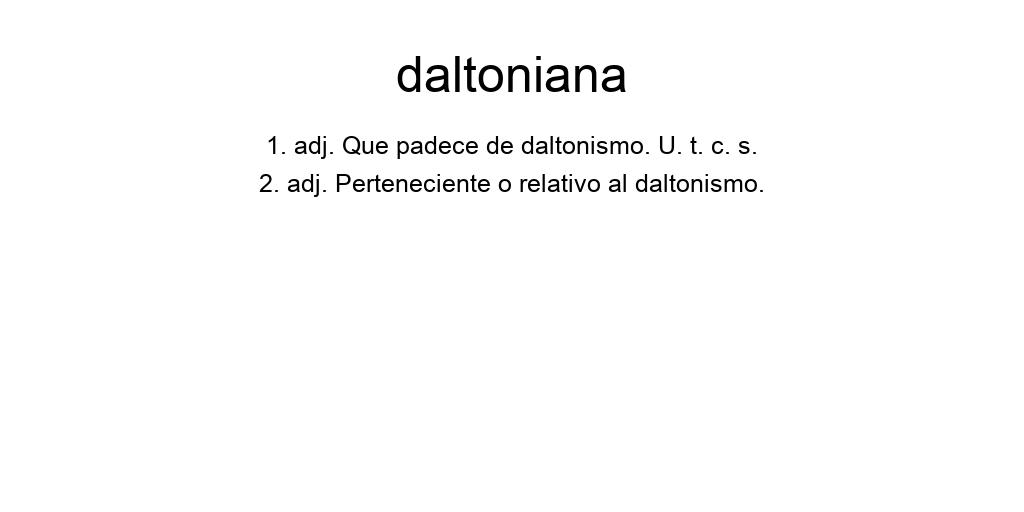 daltoniana
1. adj. Que padece de daltonismo. U. t. c. s.
2. adj. Perteneciente o relativo al daltonismo.